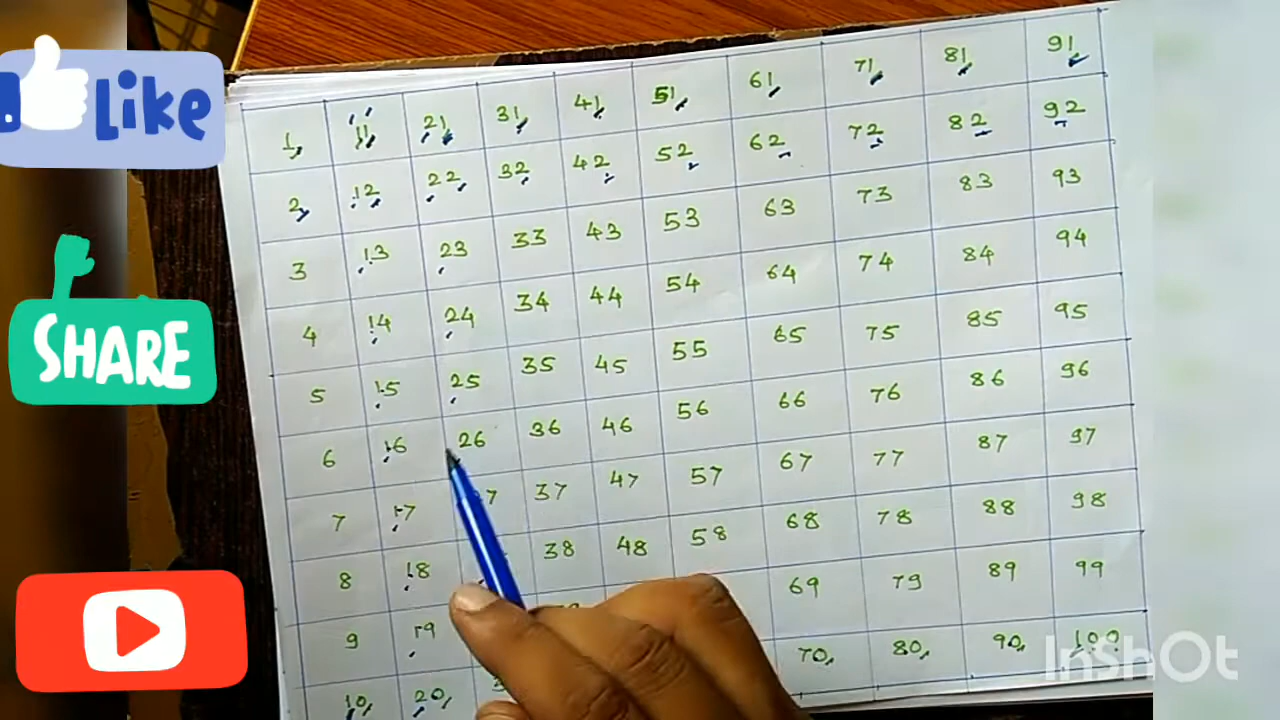 Like
SHARE
1 11 21 31 41 51 61 71 81 91
2 12 22 32 42 52 62 72 82 92
3 13 23 33 43 53 63 73 83 93
4 14 24 34 44 54 64 74 84 94
5 15 25 35 45 55 65 75 85 95
6 16 26 36 46 56 66 76 86 96
7 17 37 47 57 67 77 87 97
8 18 38 48 58 68 78 88 98
9 19 69 79 89 99
10 20 70 80 90 100
InShOt